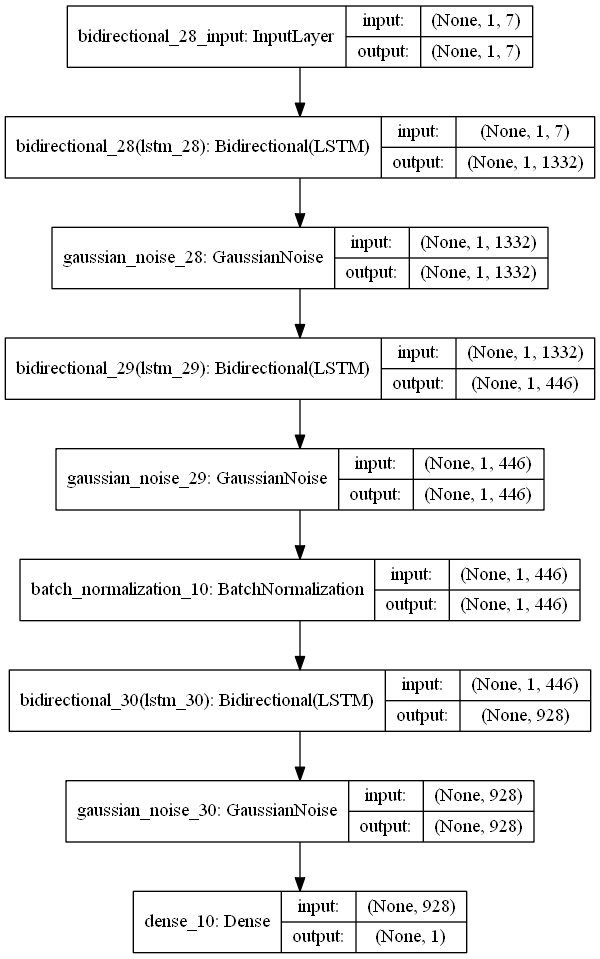 bidirectional_28_input: InputLayer
input: (None, 1, 7)
output: (None, 1, 7)
bidirectional_28(lstm_28): Bidirectional(LSTM)
input: (None, 1, 7)
output: (None, 1, 1332)
gaussian_noise_28: GaussianNoise
input: (None, 1, 1332)
output: (None, 1, 1332)
bidirectional_29(lstm_29): Bidirectional(LSTM)
input: (None, 1, 1332)
output: (None, 1, 446)
gaussian_noise_29: GaussianNoise
input: (None, 1, 446)
output: (None, 1, 446)
batch_normalization_10: BatchNormalization
input: (None, 1, 446)
output: (None, 1, 446)
bidirectional_30(lstm_30): Bidirectional(LSTM)
input: (None, 1, 446)
output: (None, 928)
gaussian_noise_30: GaussianNoise
input: (None, 928)
output: (None, 928)
dense_10: Dense
input: (None, 928)
output: (None, 1)